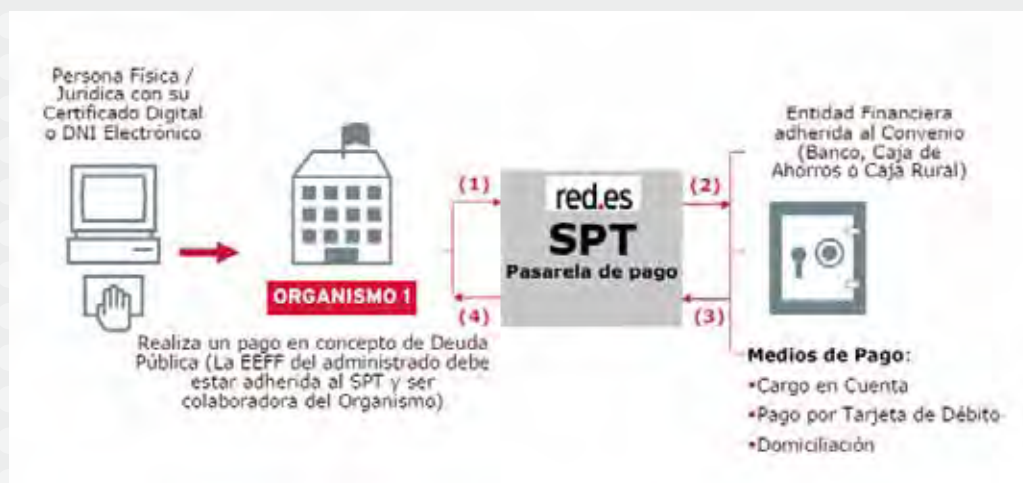 Persona Física /
Jurídica con su
Certificado Digital
o DNI Electrónico
ORGANISMO 1
Realiza un pago en concepto de Deuda
Pública (La EEFF del administrado debe
estar adherida al SPT y ser
colaboradora del Organismo)
(1)
(4)
red.es
SPT
Pasarela de pago
(2)
(3)
Entidad Financiera
adherida al Convenio
(Banco, Caja de
Ahorros o Caja Rural)
Medios de Pago:
•Cargo en Cuenta
•Pago por Tarjeta de Débito
•Domiciliación